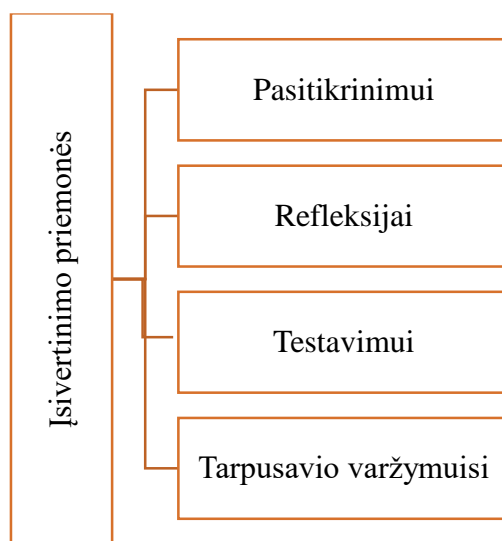 Įsivertinimo priemonės
Pasitikrinimui
Refleksijai
Testavimui
Tarpusavio varžymuisi